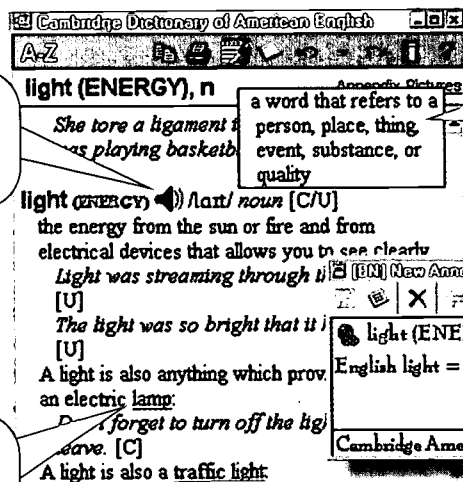 Cambridge Dictionary of American English
A-Z
light (ENERGY), n
Appendix Pictures
a word that refers to a
person, place, thing,
event, substance, or
quality
She tore a ligament
was playing basketb
light (ENERGY) /laɪt/ noun [C/U]
the energy from the sun or fire and from
electrical devices that allows you to see clearly
Light was streaming through
[U]
The light was so bright that it
[U]
A light is also anything which prov
an electric lamp:
forget to turn off the lig
leave. [C]
A light is also a traffic light:
[EN] New Anno
light (ENE
English light =
Cambridge Ame